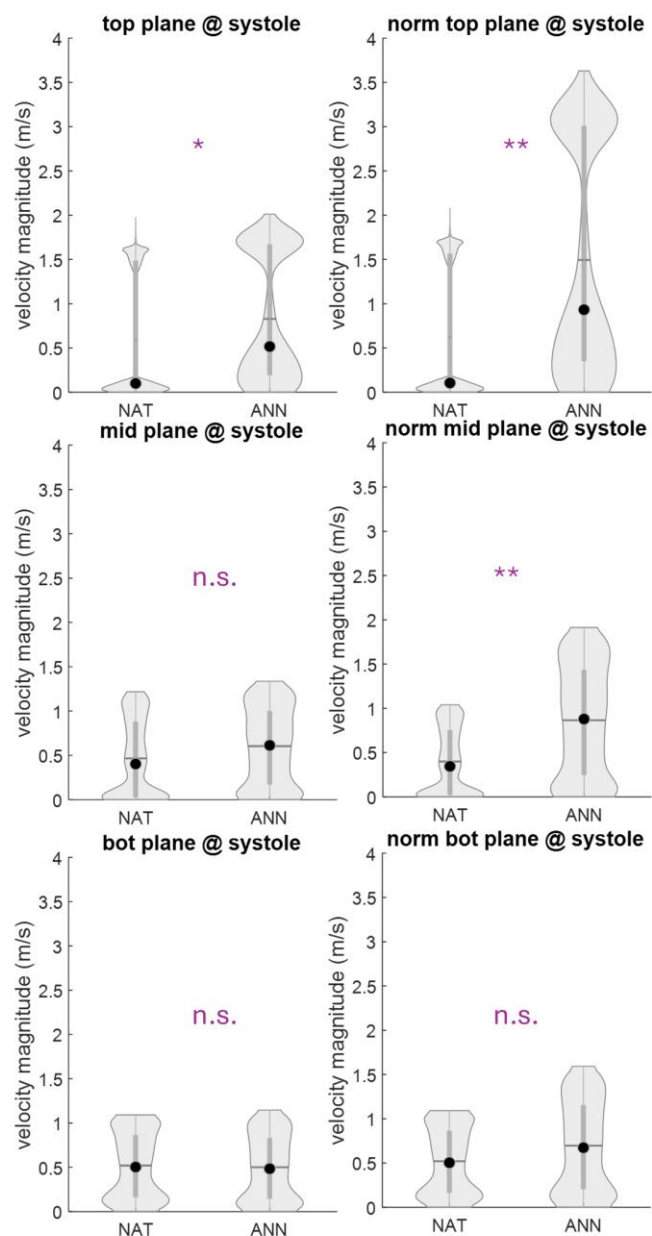 top plane @ systole
velocity magnitude (m/s)
4
3.5
3
2.5
2
1.5
1
0.5
0
*
NAT
ANN
norm top plane @ systole
velocity magnitude (m/s)
4
3.5
3
2.5
2
1.5
1
0.5
0
**
NAT
ANN
mid plane @ systole
velocity magnitude (m/s)
4
3.5
3
2.5
2
1.5
1
0.5
0
n.s.
NAT
ANN
norm mid plane @ systole
velocity magnitude (m/s)
4
3.5
3
2.5
2
1.5
1
0.5
0
**
NAT
ANN
bot plane @ systole
velocity magnitude (m/s)
4
3.5
3
2.5
2
1.5
1
0.5
0
n.s.
NAT
ANN
norm bot plane @ systole
velocity magnitude (m/s)
4
3.5
3
2.5
2
1.5
1
0.5
0
n.s.
NAT
ANN